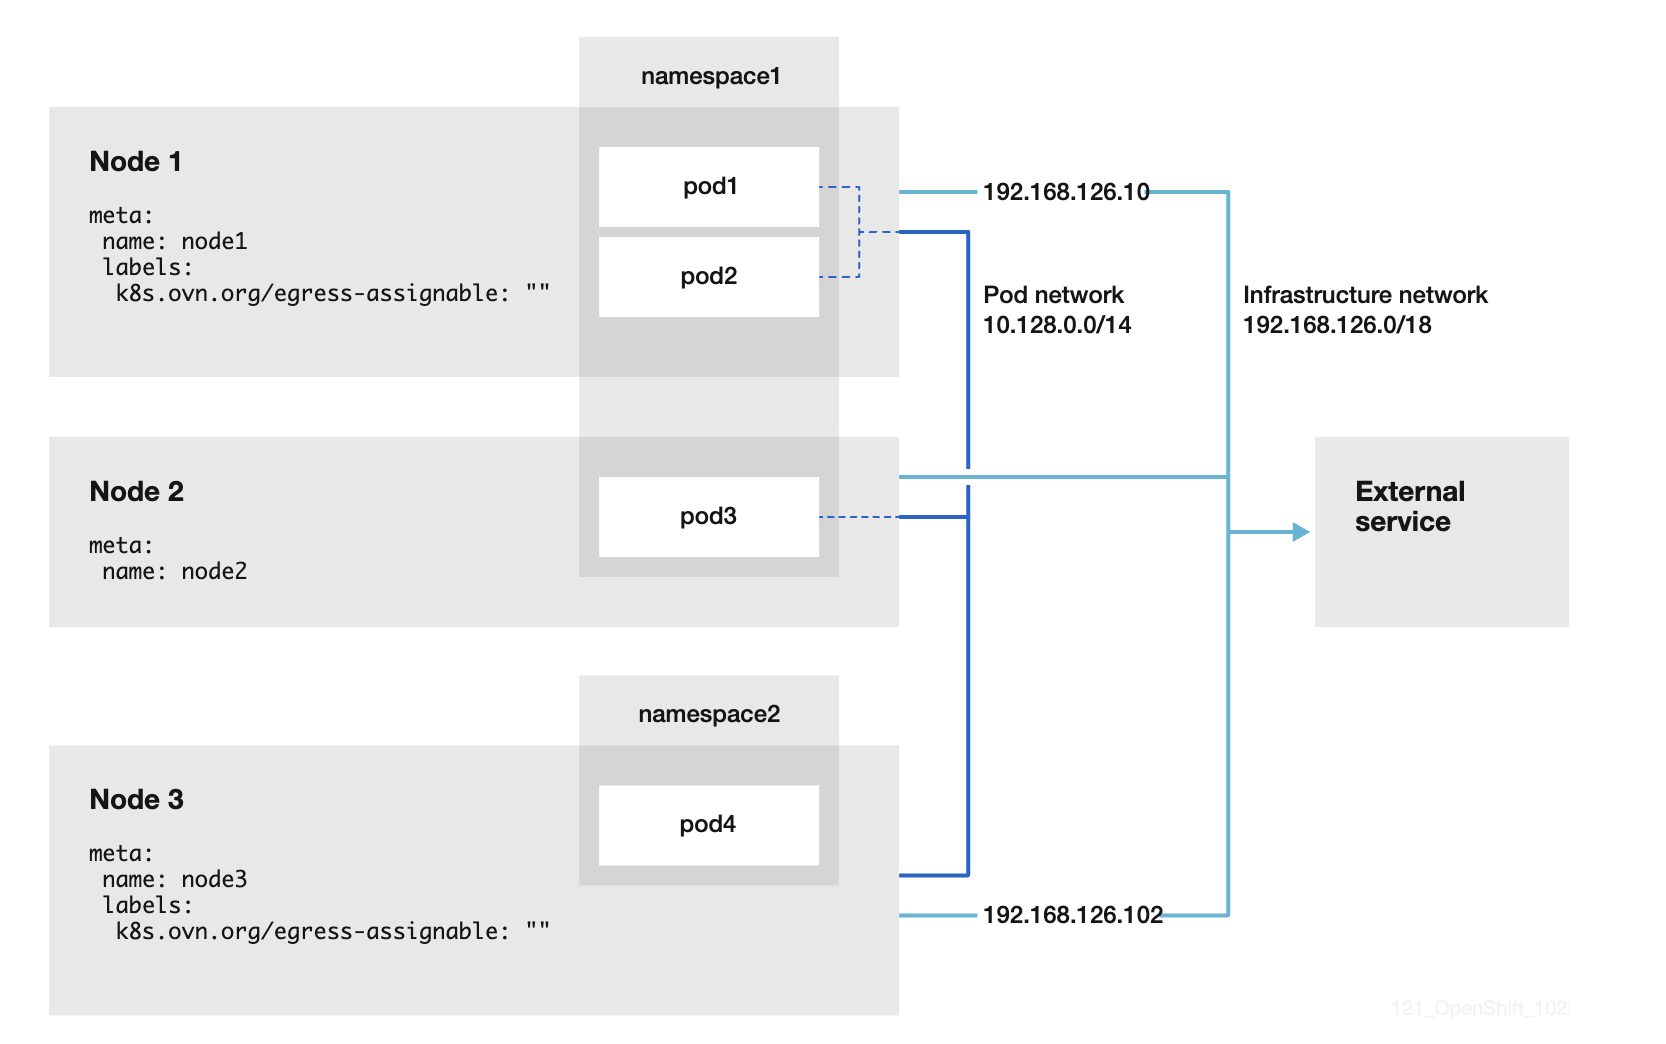 namespace1
Node 1
meta:
 name: node1
 labels:
  k8s.ovn.org/egress-assignable: ""
pod1
pod2
192.168.126.10
Pod network
10.128.0.0/14
Infrastructure network
192.168.126.0/18
Node 2
meta:
 name: node2
pod3
External
service
namespace2
Node 3
meta:
 name: node3
 labels:
  k8s.ovn.org/egress-assignable: ""
pod4
192.168.126.102